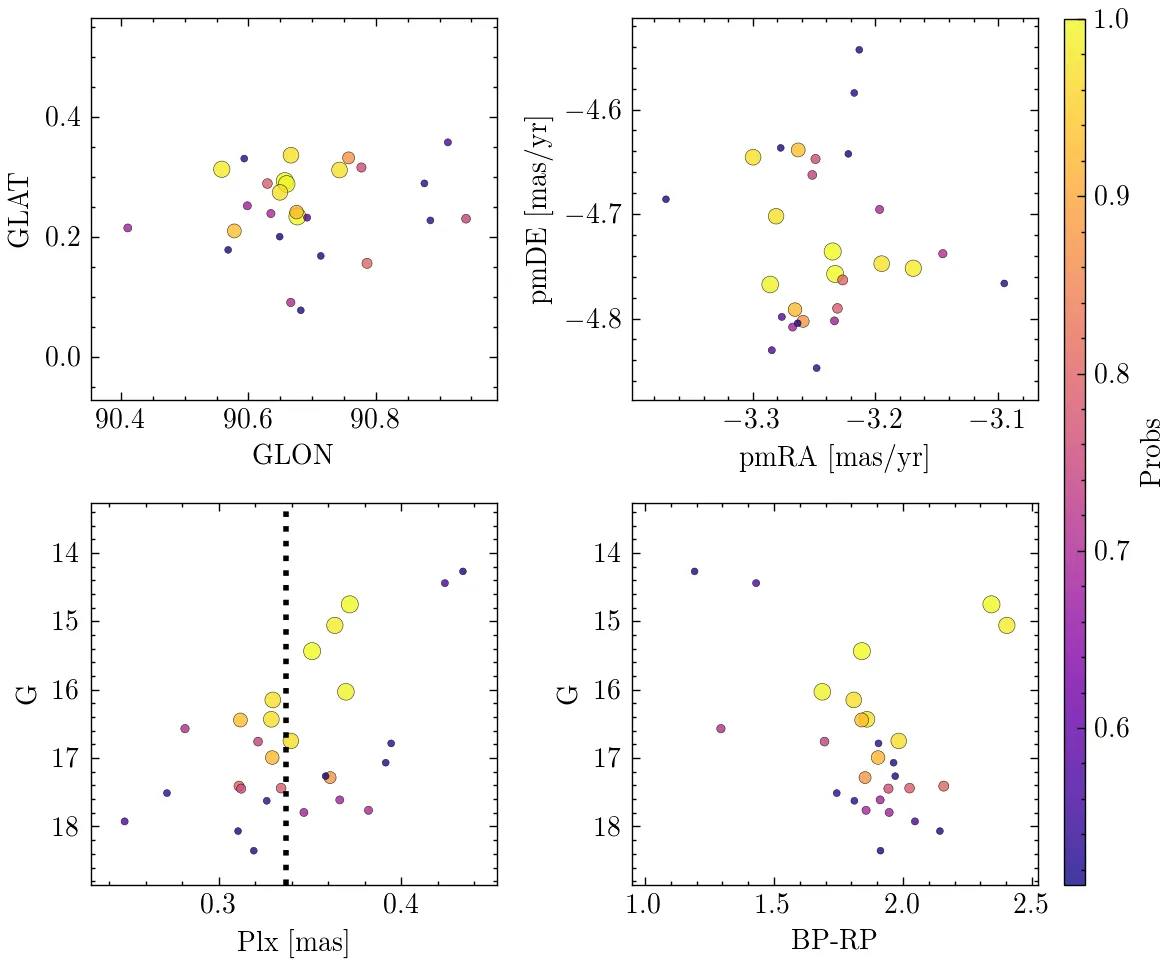 GLAT
0.4
0.2
0.0
90.4 90.6 90.8
GLON
pmDE [mas/yr]
−4.6
−4.7
−4.8
−3.3 −3.2 −3.1
pmRA [mas/yr]
1.0
0.9
0.8
0.7
0.6
Probs
G
14
15
16
17
18
0.3 0.4
Plx [mas]
G
14
15
16
17
18
1.0 1.5 2.0 2.5
BP-RP